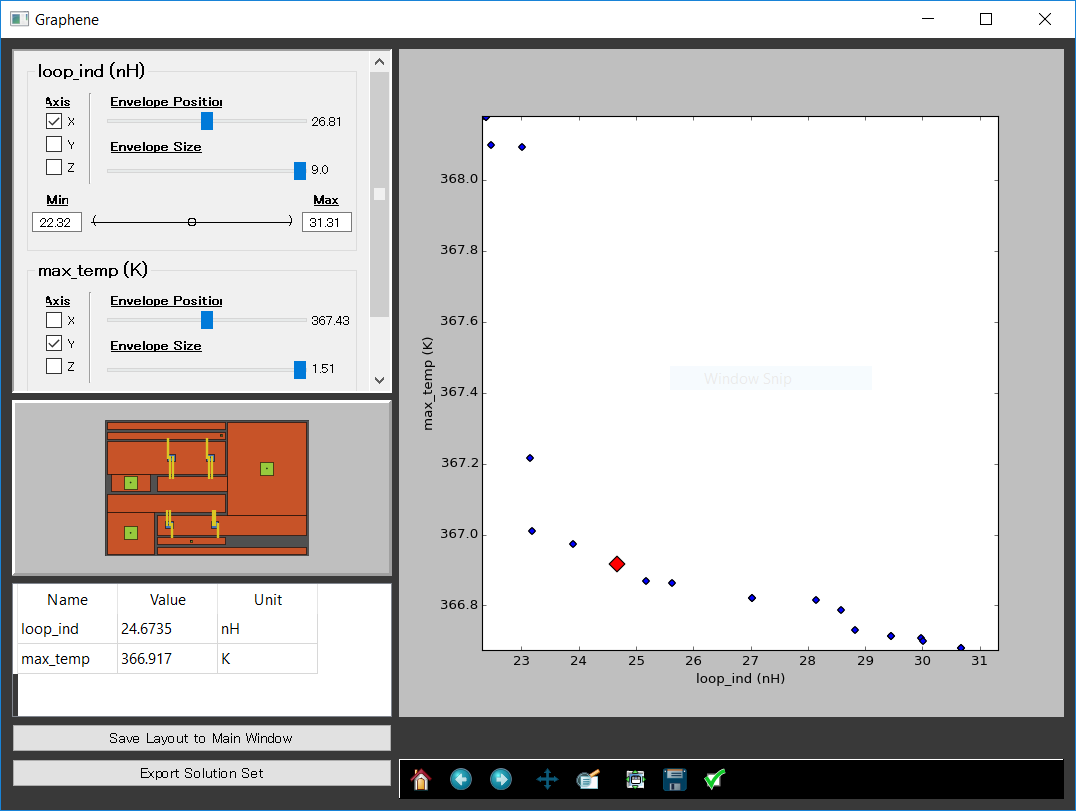 Graphene
loop_ind (nH)
Axis
Envelope Position
X
26.81
Y
Envelope Size
Z
9.0
Min
Max
22.32
31.31
max_temp (K)
Axis
Envelope Position
X
367.43
Y
Envelope Size
Z
1.51
Name Value Unit
loop_ind 24.6735 nH
max_temp 366.917 K
Save Layout to Main Window
Export Solution Set
368.0
367.8
367.6
367.4
367.2
367.0
366.8
max_temp (K)
Window Snip
23 24 25 26 27 28 29 30 31
loop_ind (nH)